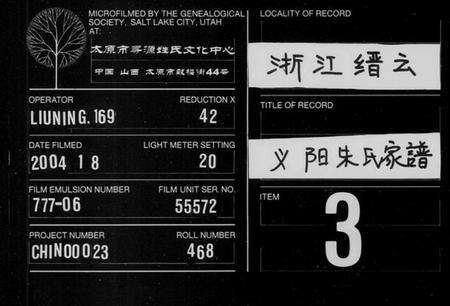 MICROFILMED BY THE GENEALOGICAL
SOCIETY, SALT LAKE CITY, UTAH
AT:
太原市寻源姓氏文化中心
中国 山西 太原市敦化南街44号
OPERATOR
LIUNING.169
REDUCTION X
42
DATE FILMED
2004 1 8
LIGHT METER SETTING
20
FILM EMULSION NUMBER
777-06
FILM UNIT SER. NO.
55572
PROJECT NUMBER
CHIN00023
ROLL NUMBER
468
LOCALITY OF RECORD
浙江缙云
TITLE OF RECORD
义阳朱氏家譜
ITEM
3